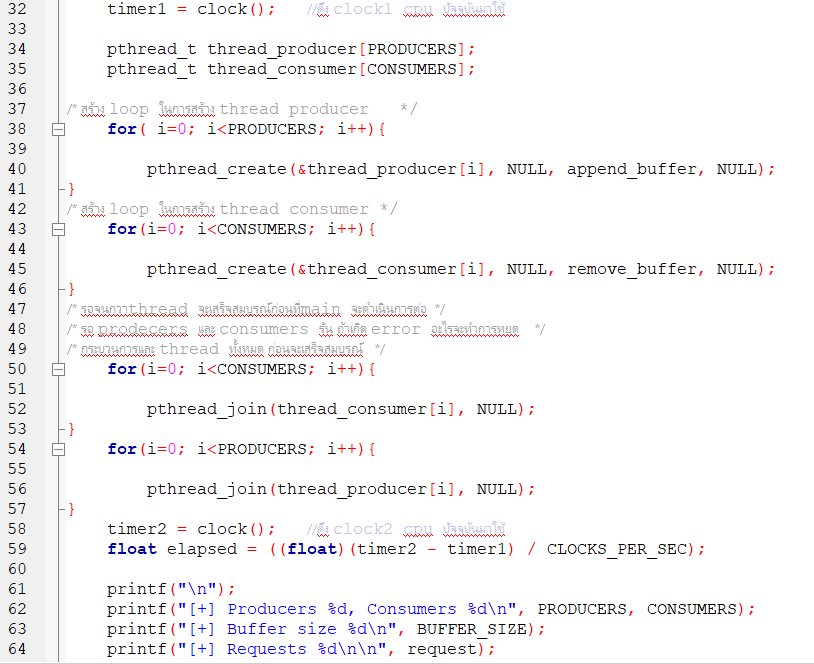 32 timer1 = clock(); //ดึง clock1 cpu ปัจจุบันมาใช้
33
34 pthread_t thread_producer[PRODUCERS];
35 pthread_t thread_consumer[CONSUMERS];
36
37 /* สร้าง loop ในการสร้าง thread producer */
38 for( i=0; i<PRODUCERS; i++){
39
40 pthread_create(&thread_producer[i], NULL, append_buffer, NULL);
41 }
42 /* สร้าง loop ในการสร้าง thread consumer */
43 for(i=0; i<CONSUMERS; i++){
44
45 pthread_create(&thread_consumer[i], NULL, remove_buffer, NULL);
46 }
47 /* รอจนกวาthread จะเสร็จสมบรณ์ก่อนที่main จะดำเนินการต่อ */
48 /* รอ prodecers และ consumers รัน ถ้าเกิด error อะไรจะทำการหยุด */
49 /* กระบวนการและ thread ทั้งหมด ก่อนจะเสร็จสมบรณ์ */
50 for(i=0; i<CONSUMERS; i++){
51
52 pthread_join(thread_consumer[i], NULL);
53 }
54 for(i=0; i<PRODUCERS; i++){
55
56 pthread_join(thread_producer[i], NULL);
57 }
58 timer2 = clock(); //ดึง clock2 cpu ปัจจุบันมาใช้
59 float elapsed = ((float)(timer2 - timer1) / CLOCKS_PER_SEC);
60
61 printf("\n");
62 printf("[+] Producers %d, Consumers %d\n", PRODUCERS, CONSUMERS);
63 printf("[+] Buffer size %d\n", BUFFER_SIZE);
64 printf("[+] Requests %d\n\n", request);